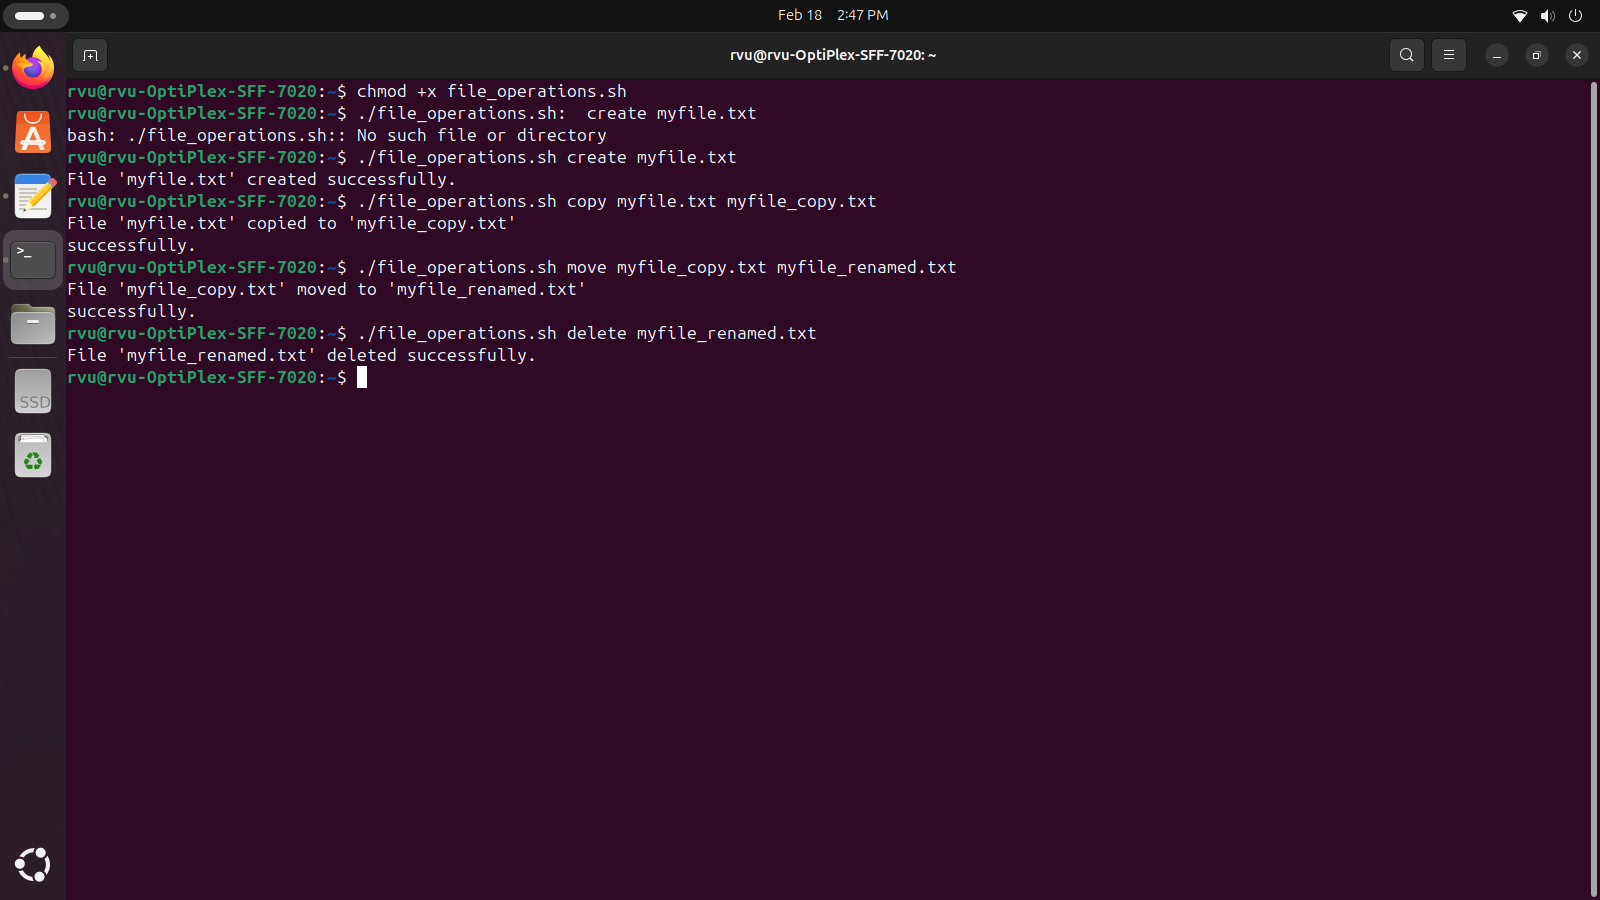 Feb 18 2:47 PM
rvu@rvu-OptiPlex-SFF-7020: ~
rvu@rvu-OptiPlex-SFF-7020:~$ chmod +x file_operations.sh
rvu@rvu-OptiPlex-SFF-7020:~$ ./file_operations.sh:  create myfile.txt
bash: ./file_operations.sh:: No such file or directory
rvu@rvu-OptiPlex-SFF-7020:~$ ./file_operations.sh create myfile.txt
File 'myfile.txt' created successfully.
rvu@rvu-OptiPlex-SFF-7020:~$ ./file_operations.sh copy myfile.txt myfile_copy.txt
File 'myfile.txt' copied to 'myfile_copy.txt'
successfully.
rvu@rvu-OptiPlex-SFF-7020:~$ ./file_operations.sh move myfile_copy.txt myfile_renamed.txt
File 'myfile_copy.txt' moved to 'myfile_renamed.txt'
successfully.
rvu@rvu-OptiPlex-SFF-7020:~$ ./file_operations.sh delete myfile_renamed.txt
File 'myfile_renamed.txt' deleted successfully.
rvu@rvu-OptiPlex-SFF-7020:~$
>_
SSD